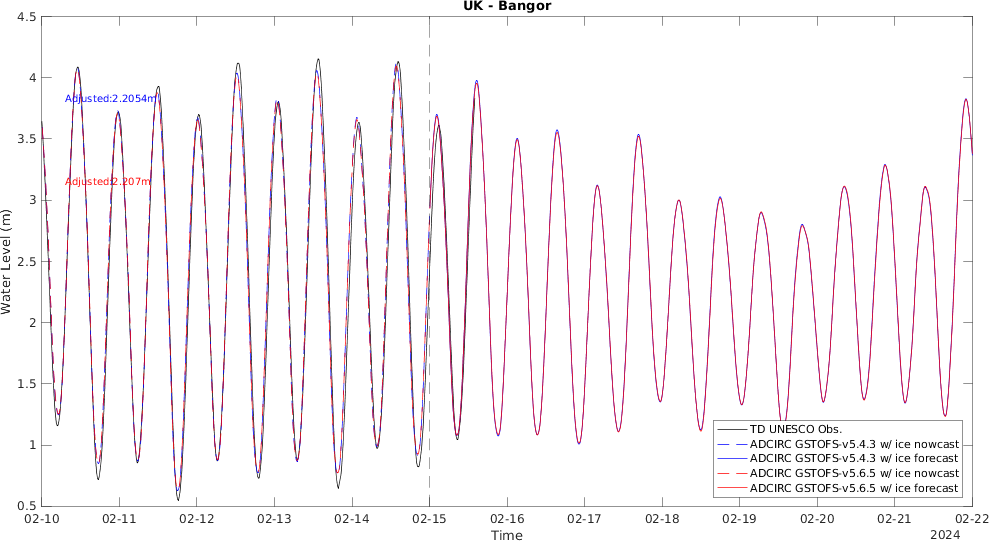 UK - Bangor
4.5
4
3.5
3
2.5
2
1.5
1
0.5
Water Level (m)
Adjusted:2.2054m
Adjusted:2.207m
TD UNESCO Obs.
ADCIRC GSTOFS-v5.4.3 w/ ice nowcast
ADCIRC GSTOFS-v5.4.3 w/ ice forecast
ADCIRC GSTOFS-v5.6.5 w/ ice nowcast
ADCIRC GSTOFS-v5.6.5 w/ ice forecast
02-10 02-11 02-12 02-13 02-14 02-15 02-16 02-17 02-18 02-19 02-20 02-21 02-22
Time
2024